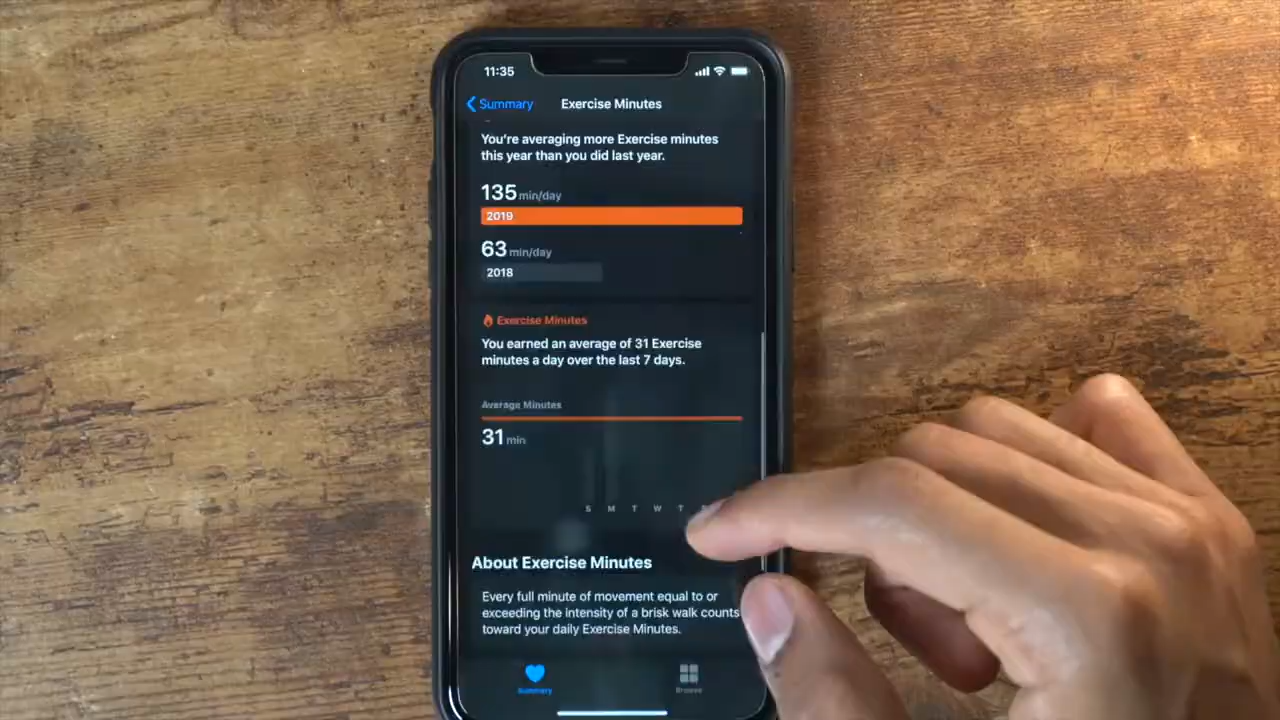 11:35
Summary
Exercise Minutes
You're averaging more Exercise minutes
this year than you did last year.
135 min/day
2019
63 min/day
2018
Exercise Minutes
You earned an average of 31 Exercise
minutes a day over the last 7 days.
Average Minutes
31 min
S M T W T
About Exercise Minutes
Every full minute of movement equal to or
exceeding the intensity of a brisk walk counts
toward your daily Exercise Minutes.
Summary
Browse